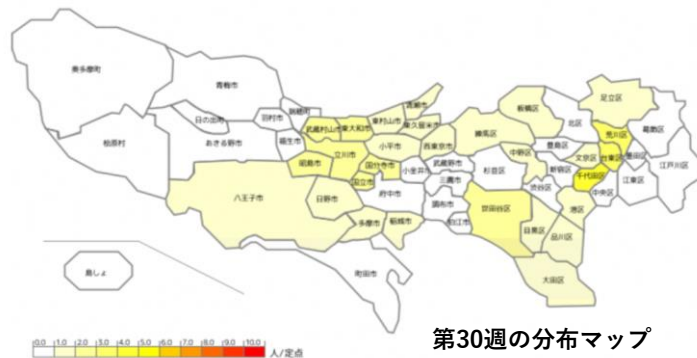 奥多摩町
青梅市
瑞穂町
羽村市
日の出町
檜原村
あきる野市
福生市
武蔵村山市
東大和市
東村山市
清瀬市
東久留米市
昭島市
立川市
小平市
西東京市
国分寺市
国立市
小金井市
武蔵野市
三鷹市
八王子市
日野市
府中市
調布市
狛江市
多摩市
稲城市
町田市
練馬区
板橋区
北区
足立区
葛飾区
荒川区
豊島区
文京区
台東区
墨田区
江戸川区
中野区
杉並区
新宿区
千代田区
渋谷区
中央区
江東区
世田谷区
港区
目黒区
品川区
大田区
島しょ
0.0 1.0 2.0 3.0 4.0 5.0 6.0 7.0 8.0 9.0 10.0
人/定点
第30週の分布マップ